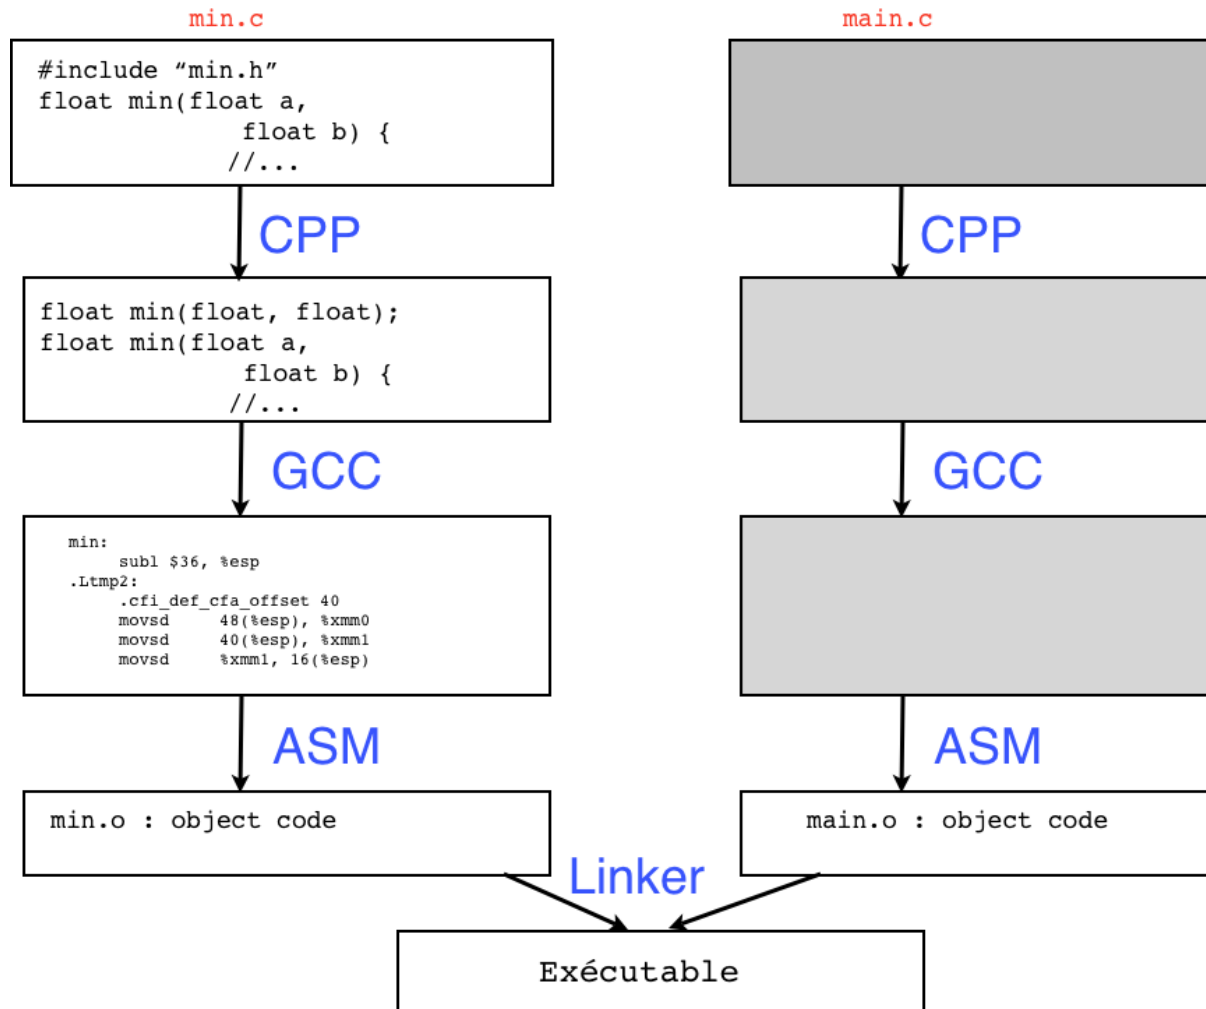 min.c
#include “min.h”
float min(float a,
float b) {
//...
CPP
float min(float, float);
float min(float a,
float b) {
//...
GCC
min:
subl $36, %esp
.Ltmp2:
.cfi_def_cfa_offset 40
movsd 48(%esp), %xmm0
movsd 40(%esp), %xmm1
movsd %xmm1, 16(%esp)
ASM
min.o : object code
main.c
CPP
GCC
ASM
main.o : object code
Linker
Exécutable